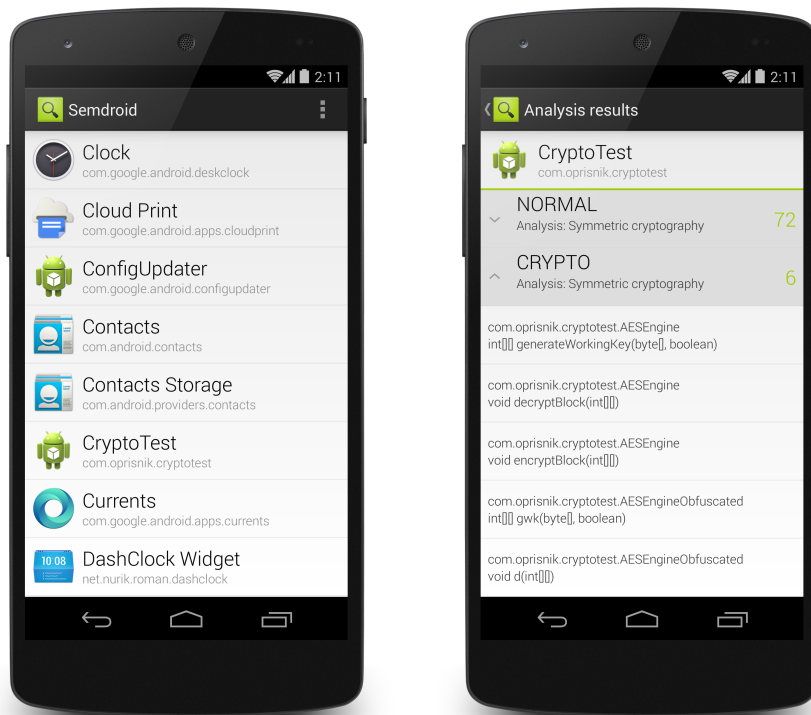 2:11
Semdroid
Clock
com.google.android.deskclock
Cloud Print
com.google.android.apps.cloudprint
ConfigUpdater
com.google.android.configupdater
Contacts
com.android.contacts
Contacts Storage
com.android.providers.contacts
CryptoTest
com.oprisnik.cryptotest
Currents
com.google.android.apps.currents
10:08
DashClock Widget
net.nurik.roman.dashclock
2:11
Analysis results
CryptoTest
com.oprisnik.cryptotest
NORMAL
Analysis: Symmetric cryptography
72
CRYPTO
Analysis: Symmetric cryptography
6
com.oprisnik.cryptotest.AESEngine
int[][] generateWorkingKey(byte[], boolean)
com.oprisnik.cryptotest.AESEngine
void decryptBlock(int[][])
com.oprisnik.cryptotest.AESEngine
void encryptBlock(int[][])
com.oprisnik.cryptotest.AESEngineObfuscated
int[][] gwk(byte[], boolean)
com.oprisnik.cryptotest.AESEngineObfuscated
void d(int[][])